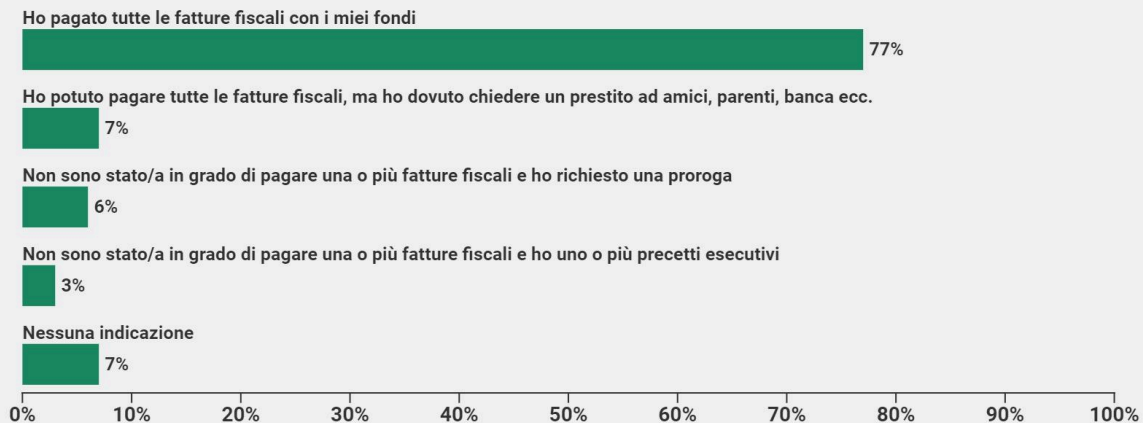 Ho pagato tutte le fatture fiscali con i miei fondi
77%
Ho potuto pagare tutte le fatture fiscali, ma ho dovuto chiedere un prestito ad amici, parenti, banca ecc.
7%
Non sono stato/a in grado di pagare una o più fatture fiscali e ho richiesto una proroga
6%
Non sono stato/a in grado di pagare una o più fatture fiscali e ho uno o più precetti esecutivi
3%
Nessuna indicazione
7%
0% 10% 20% 30% 40% 50% 60% 70% 80% 90% 100%